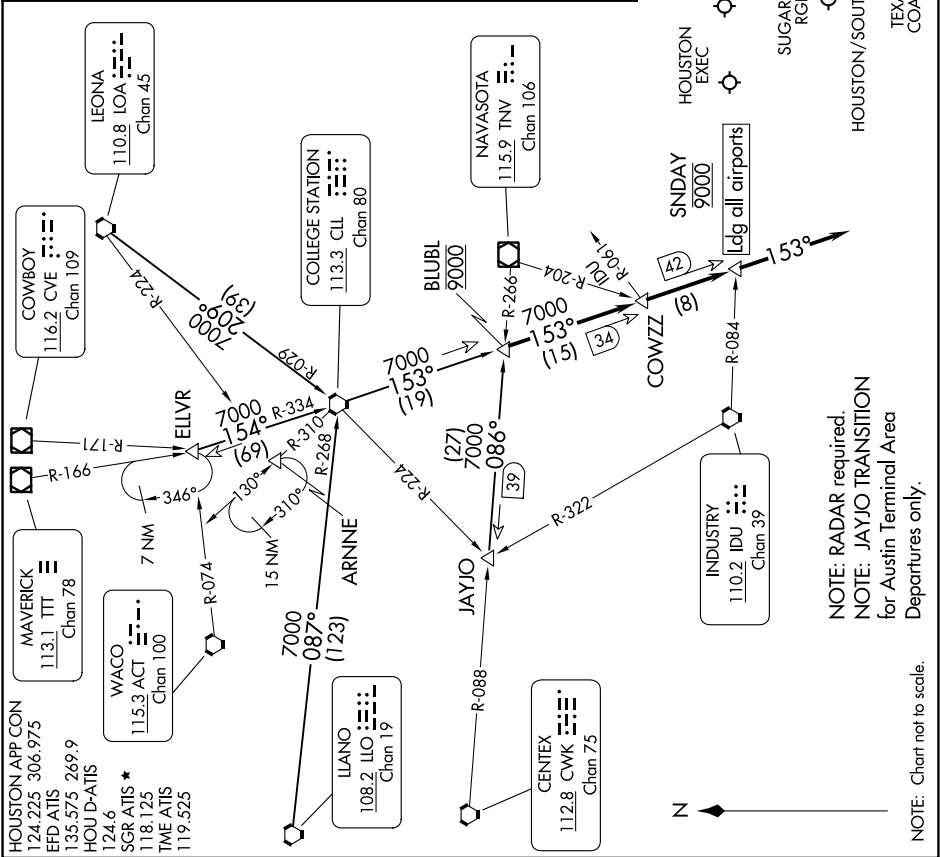 HOUSTON APP CON
124.225 306.975
EFD ATIS
135.575 269.9
HOU D-ATIS
124.6
SGR ATIS ★
118.125
TME ATIS
119.525
MAVERICK
113.1 TTT
Chan 78
COWBOY
116.2 CVE
Chan 109
LEONA
110.8 LOA
Chan 45
WACO
115.3 ACT
Chan 100
7 NM
346°
R-166
R-171
R-074
ELLVR
R-224
7000
209°
(39)
R-029
7000
154°
(69)
R-334
R-310
130°
310°
15 NM
ARNNE
R-268
7000
087°
(123)
LLANO
108.2 LLO
Chan 19
COLLEGE STATION
113.3 CLL
Chan 80
7000
153°
(19)
R-224
BLUBL
9000
NAVASOTA
115.9 TNV
Chan 106
R-266
R-204
JAYJO
(27)
7000
086°
39
R-088
CENTEX
112.8 CWK
Chan 75
R-322
7000
153°
(15)
34
IDU
R-061
COWZZ
42
(8)
SNDAY
9000
Ldg all airports
153°
R-084
INDUSTRY
110.2 IDU
Chan 39
HOUSTON
EXEC
SUGAR
RGI
HOUSTON/SOUT
TEXA
COA
NOTE: RADAR required.
NOTE: JAYJO TRANSITION
for Austin Terminal Area
Departures only.
N
NOTE: Chart not to scale.